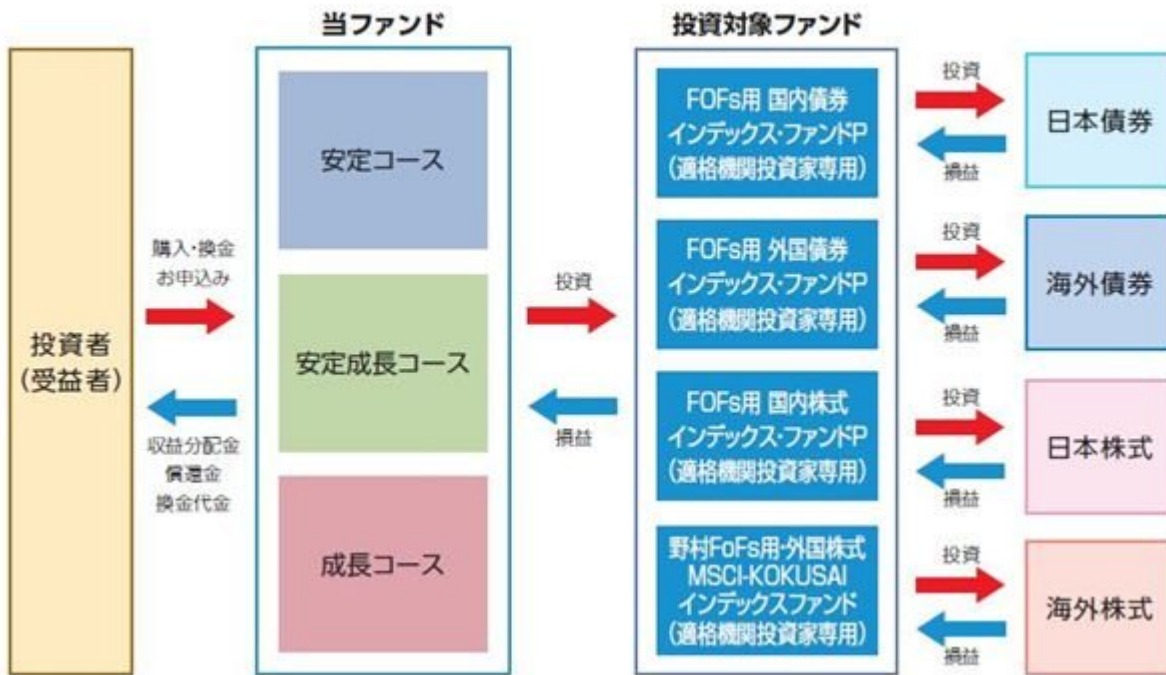 当ファンド
投資対象ファンド
投資者
(受益者)
購入・換金
お申込み
収益分配金
償還金
換金代金
安定コース
安定成長コース
成長コース
投資
損益
FOFs用 国内債券
インデックス・ファンドP
(適格機関投資家専用)
投資
損益
日本債券
FOFs用 外国債券
インデックス・ファンドP
(適格機関投資家専用)
投資
損益
海外債券
FOFs用 国内株式
インデックス・ファンドP
(適格機関投資家専用)
投資
損益
日本株式
野村FoFs用・外国株式
MSCI-KOKUSAI
インデックスファンド
(適格機関投資家専用)
投資
損益
海外株式